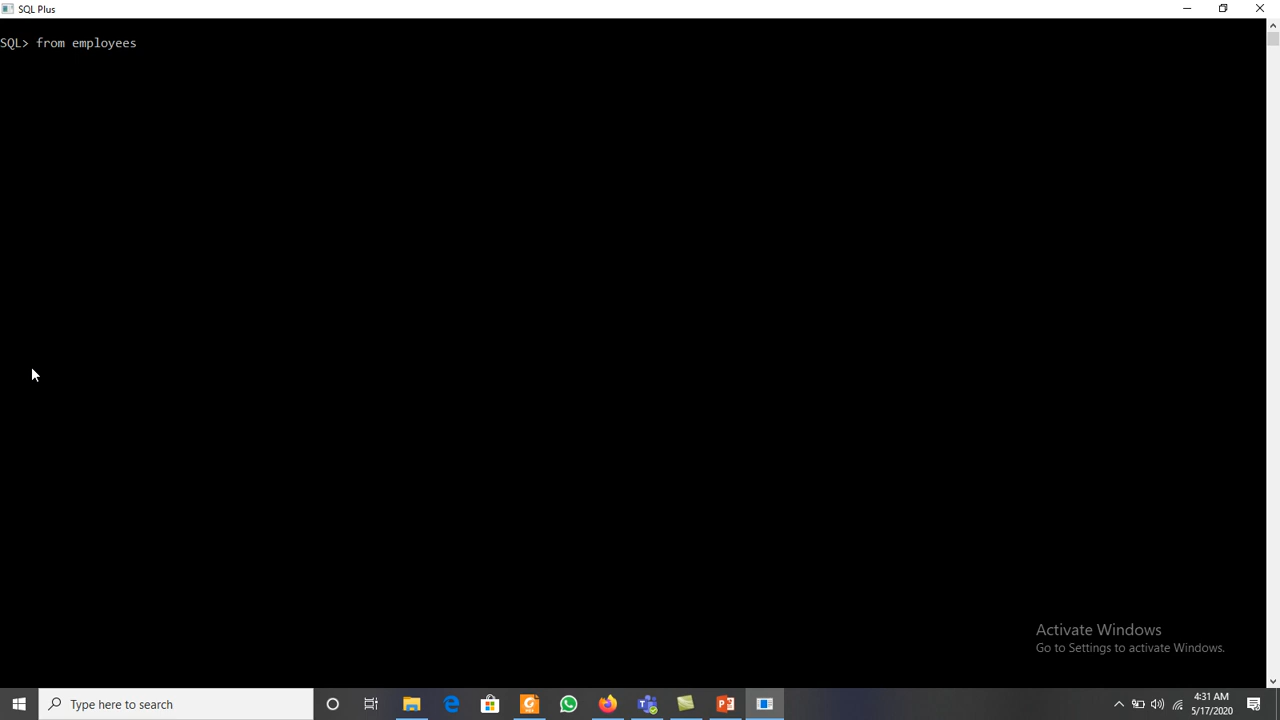 SQL Plus
SQL> from employees
Activate Windows
Go to Settings to activate Windows.
Type here to search
4:31 AM
5/17/2020